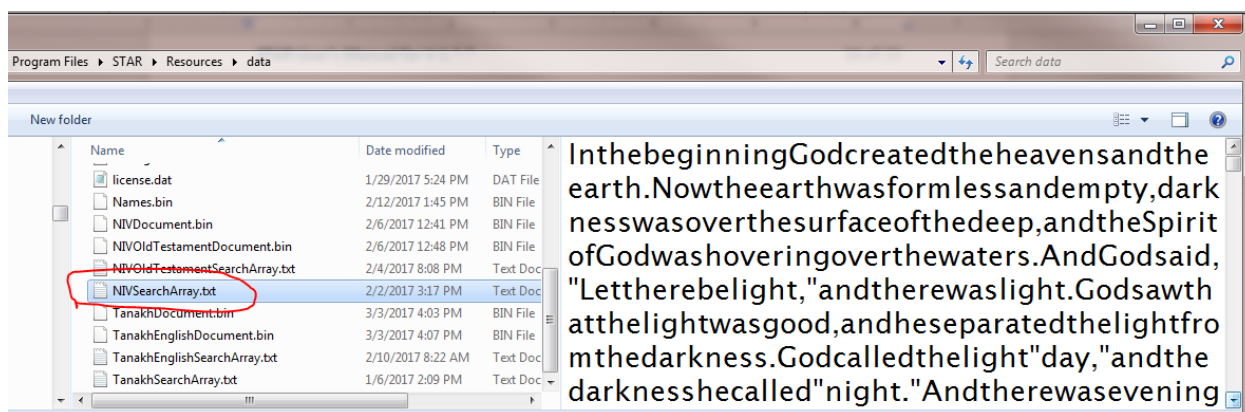 Program Files ▸ STAR ▸ Resources ▸ data
Search data
New folder
Name Date modified Type
license.dat 1/29/2017 5:24 PM DAT File
Names.bin 2/12/2017 1:45 PM BIN File
NIVDocument.bin 2/6/2017 12:41 PM BIN File
NIVOldTestamentDocument.bin 2/6/2017 12:48 PM BIN File
NIVOldTestamentSearchArray.txt 2/4/2017 8:08 PM Text Doc
NIVSearchArray.txt 2/2/2017 3:17 PM Text Doc
TanakhDocument.bin 3/3/2017 4:03 PM BIN File
TanakhEnglishDocument.bin 3/3/2017 4:07 PM BIN File
TanakhEnglishSearchArray.txt 2/10/2017 8:22 AM Text Doc
TanakhSearchArray.txt 1/6/2017 2:09 PM Text Doc
InthebeginningGodcreatedtheheavensandthe
earth.Nowtheearthwasformlessandempty,dark
nesswasoverthesurfaceofthedeep,andtheSpirit
ofGodwashoveringoverthewaters.AndGodsaid,
"Lettherebelight,"andtherewaslight.Godsawth
atthelightwasgood,andheseparatedthelightfro
mthedarkness.Godcalledthelight"day,"andthe
darknesshecalled"night."Andtherewasevening